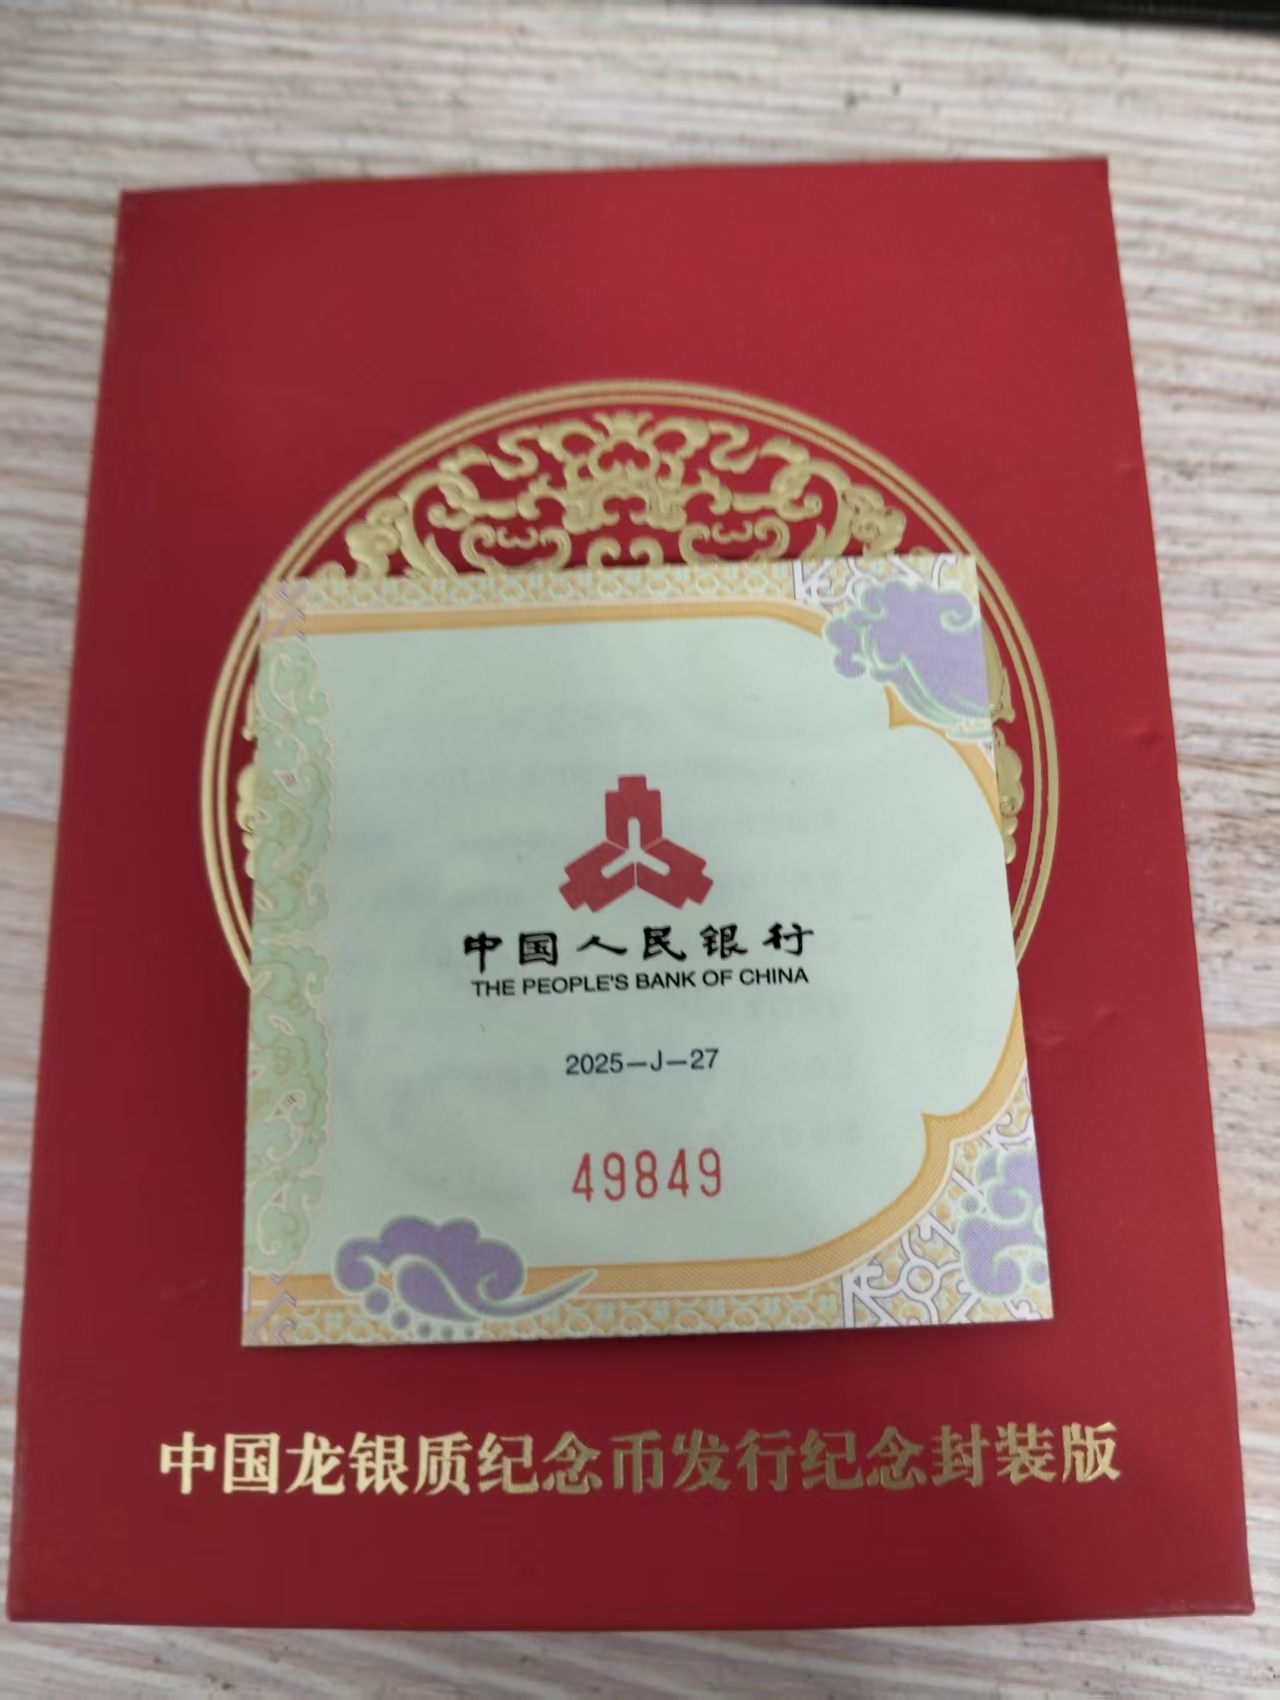 中国人民银行
THE PEOPLE'S BANK OF CHINA
2025—J—27
49849
中国龙银质纪念币发行纪念封装版